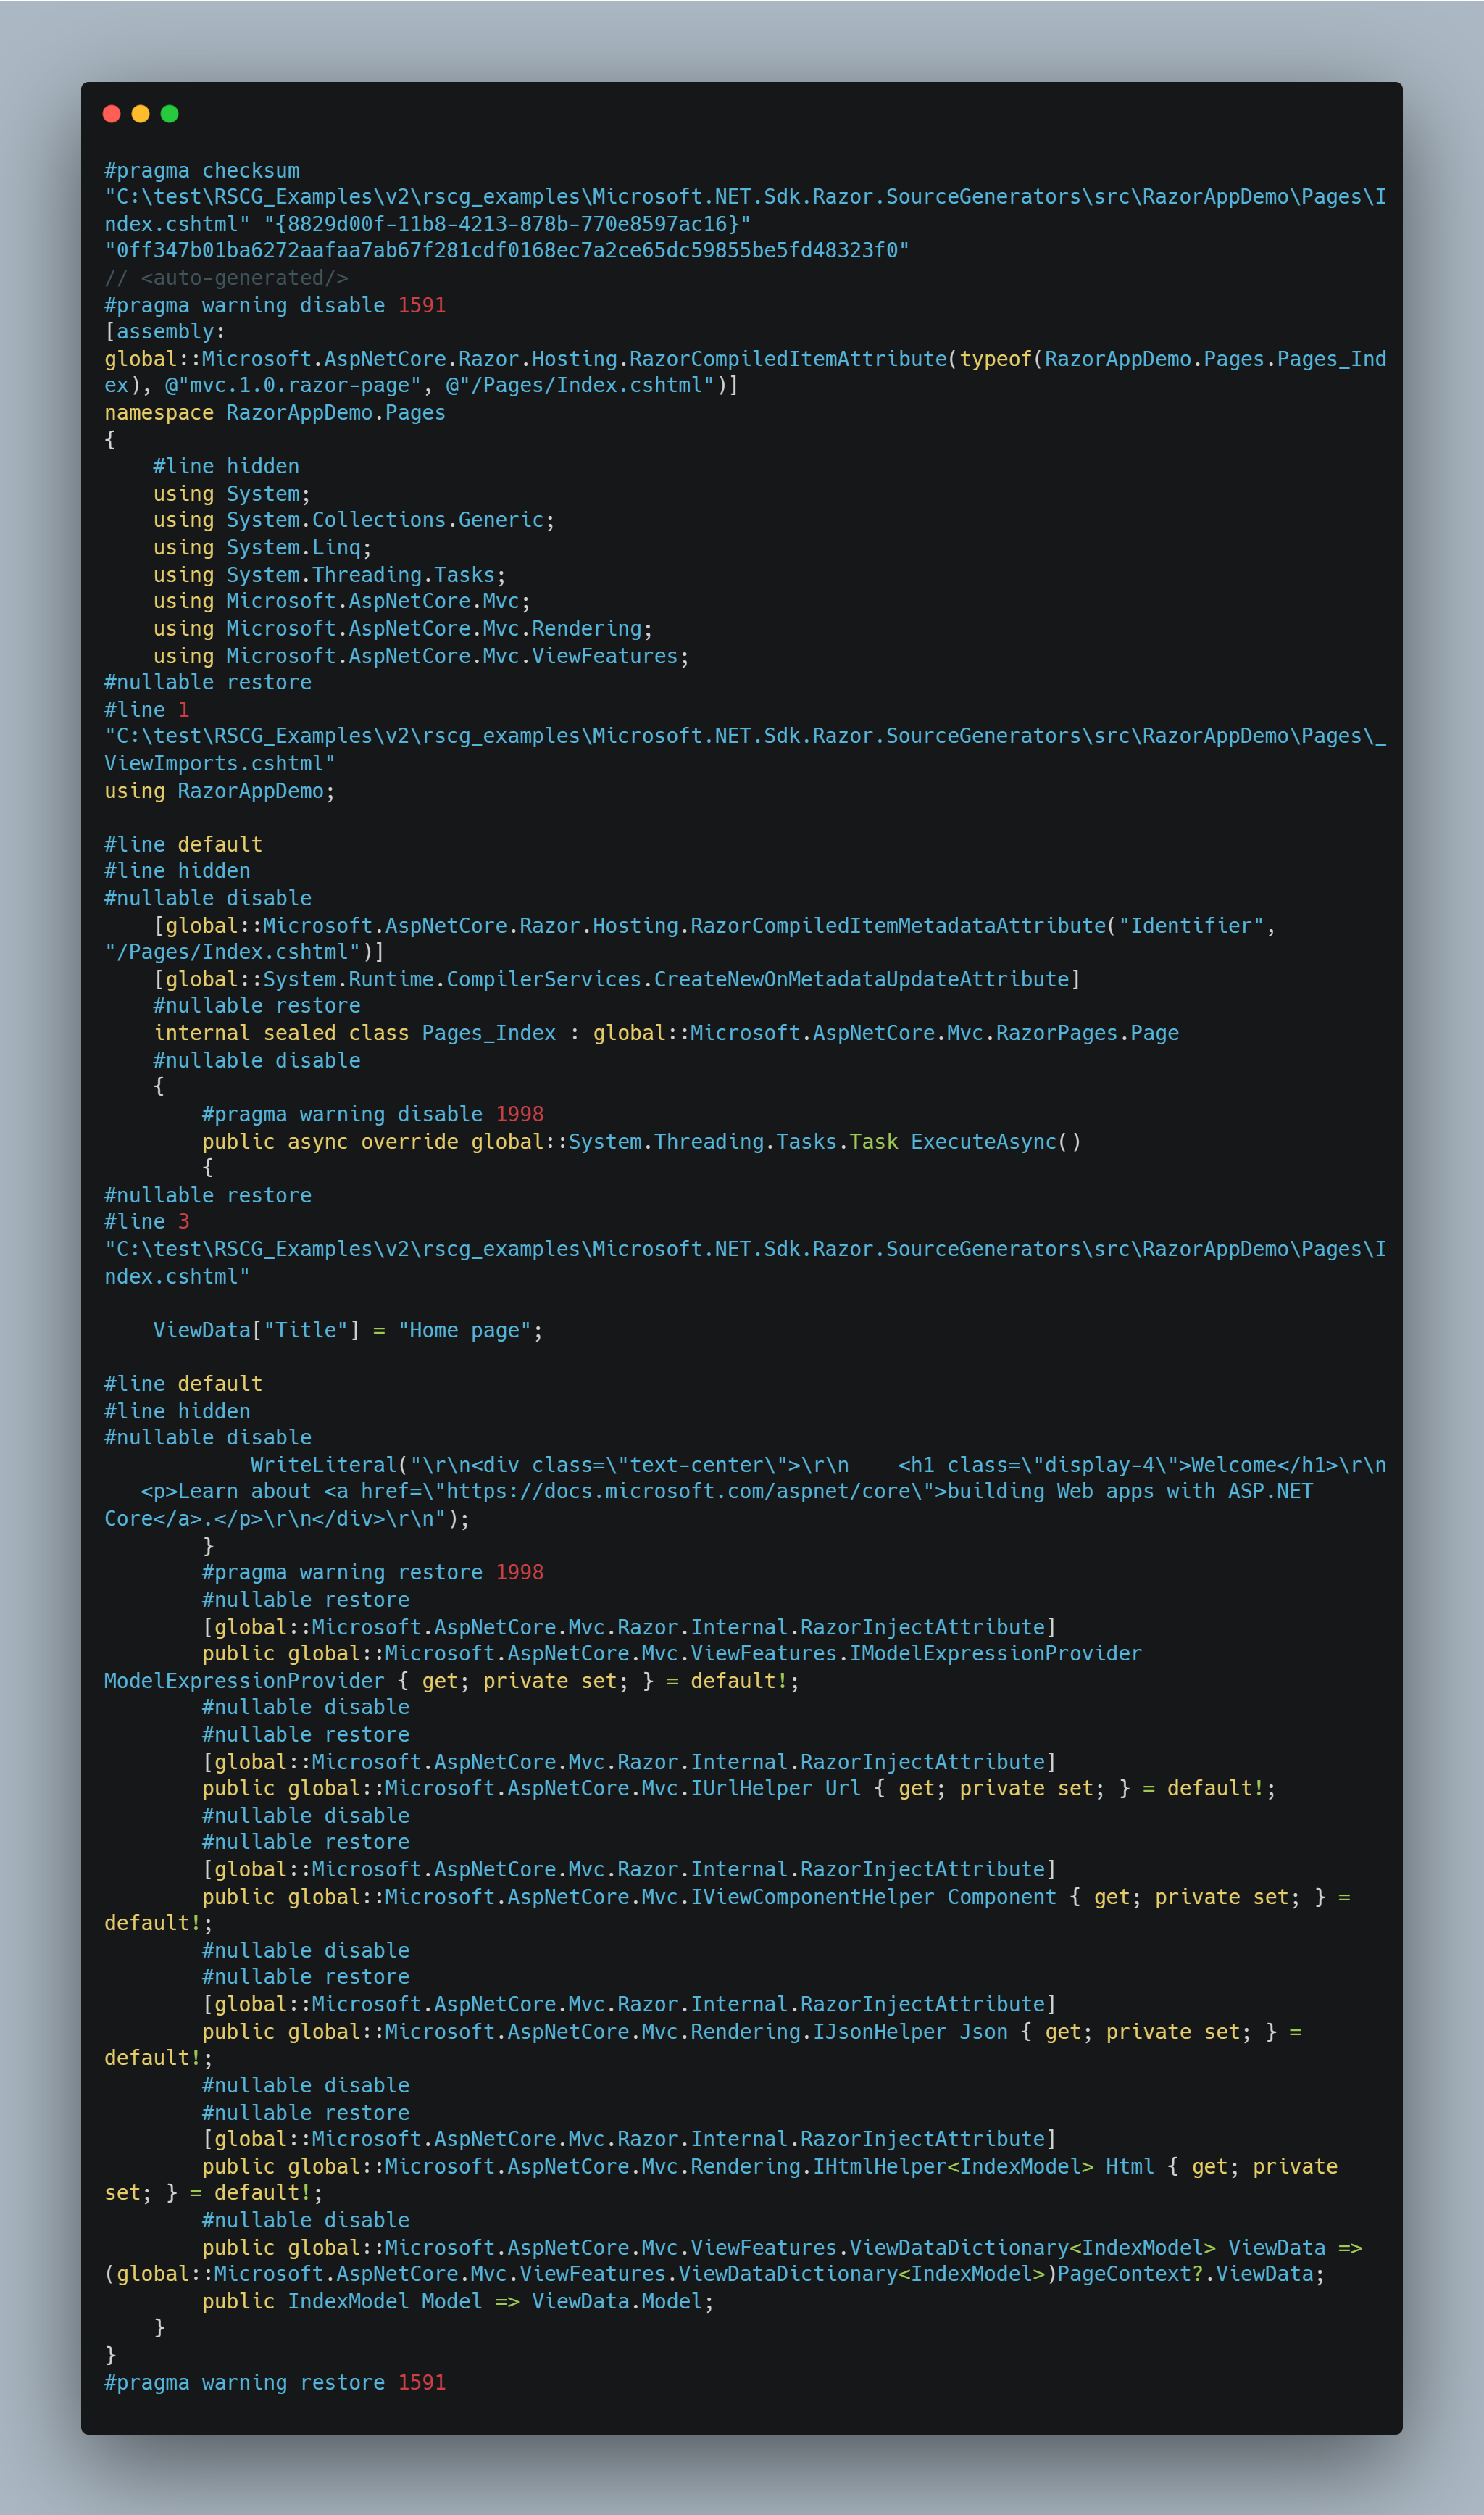 #pragma checksum
"C:\test\RSCG_Examples\v2\rscg_examples\Microsoft.NET.Sdk.Razor.SourceGenerators\src\RazorAppDemo\Pages\I
ndex.cshtml" "{8829d00f-11b8-4213-878b-770e8597ac16}"
"0ff347b01ba6272aafaa7ab67f281cdf0168ec7a2ce65dc59855be5fd48323f0"
// <auto-generated/>
#pragma warning disable 1591
[assembly:
global::Microsoft.AspNetCore.Razor.Hosting.RazorCompiledItemAttribute(typeof(RazorAppDemo.Pages.Pages_Ind
ex), @"mvc.1.0.razor-page", @"/Pages/Index.cshtml")]
namespace RazorAppDemo.Pages
{
    #line hidden
    using System;
    using System.Collections.Generic;
    using System.Linq;
    using System.Threading.Tasks;
    using Microsoft.AspNetCore.Mvc;
    using Microsoft.AspNetCore.Mvc.Rendering;
    using Microsoft.AspNetCore.Mvc.ViewFeatures;
#nullable restore
#line 1
"C:\test\RSCG_Examples\v2\rscg_examples\Microsoft.NET.Sdk.Razor.SourceGenerators\src\RazorAppDemo\Pages\_
ViewImports.cshtml"
using RazorAppDemo;

#line default
#line hidden
#nullable disable
    [global::Microsoft.AspNetCore.Razor.Hosting.RazorCompiledItemMetadataAttribute("Identifier",
"/Pages/Index.cshtml")]
    [global::System.Runtime.CompilerServices.CreateNewOnMetadataUpdateAttribute]
    #nullable restore
    internal sealed class Pages_Index : global::Microsoft.AspNetCore.Mvc.RazorPages.Page
    #nullable disable
    {
        #pragma warning disable 1998
        public async override global::System.Threading.Tasks.Task ExecuteAsync()
        {
#nullable restore
#line 3
"C:\test\RSCG_Examples\v2\rscg_examples\Microsoft.NET.Sdk.Razor.SourceGenerators\src\RazorAppDemo\Pages\I
ndex.cshtml"

    ViewData["Title"] = "Home page";

#line default
#line hidden
#nullable disable
            WriteLiteral("\r\n<div class=\"text-center\">\r\n    <h1 class=\"display-4\">Welcome</h1>\r\n
   <p>Learn about <a href=\"https://docs.microsoft.com/aspnet/core\">building Web apps with ASP.NET
Core</a>.</p>\r\n</div>\r\n");
        }
        #pragma warning restore 1998
        #nullable restore
        [global::Microsoft.AspNetCore.Mvc.Razor.Internal.RazorInjectAttribute]
        public global::Microsoft.AspNetCore.Mvc.ViewFeatures.IModelExpressionProvider
ModelExpressionProvider { get; private set; } = default!;
        #nullable disable
        #nullable restore
        [global::Microsoft.AspNetCore.Mvc.Razor.Internal.RazorInjectAttribute]
        public global::Microsoft.AspNetCore.Mvc.IUrlHelper Url { get; private set; } = default!;
        #nullable disable
        #nullable restore
        [global::Microsoft.AspNetCore.Mvc.Razor.Internal.RazorInjectAttribute]
        public global::Microsoft.AspNetCore.Mvc.IViewComponentHelper Component { get; private set; } =
default!;
        #nullable disable
        #nullable restore
        [global::Microsoft.AspNetCore.Mvc.Razor.Internal.RazorInjectAttribute]
        public global::Microsoft.AspNetCore.Mvc.Rendering.IJsonHelper Json { get; private set; } =
default!;
        #nullable disable
        #nullable restore
        [global::Microsoft.AspNetCore.Mvc.Razor.Internal.RazorInjectAttribute]
        public global::Microsoft.AspNetCore.Mvc.Rendering.IHtmlHelper<IndexModel> Html { get; private
set; } = default!;
        #nullable disable
        public global::Microsoft.AspNetCore.Mvc.ViewFeatures.ViewDataDictionary<IndexModel> ViewData =>
(global::Microsoft.AspNetCore.Mvc.ViewFeatures.ViewDataDictionary<IndexModel>)PageContext?.ViewData;
        public IndexModel Model => ViewData.Model;
    }
}
#pragma warning restore 1591